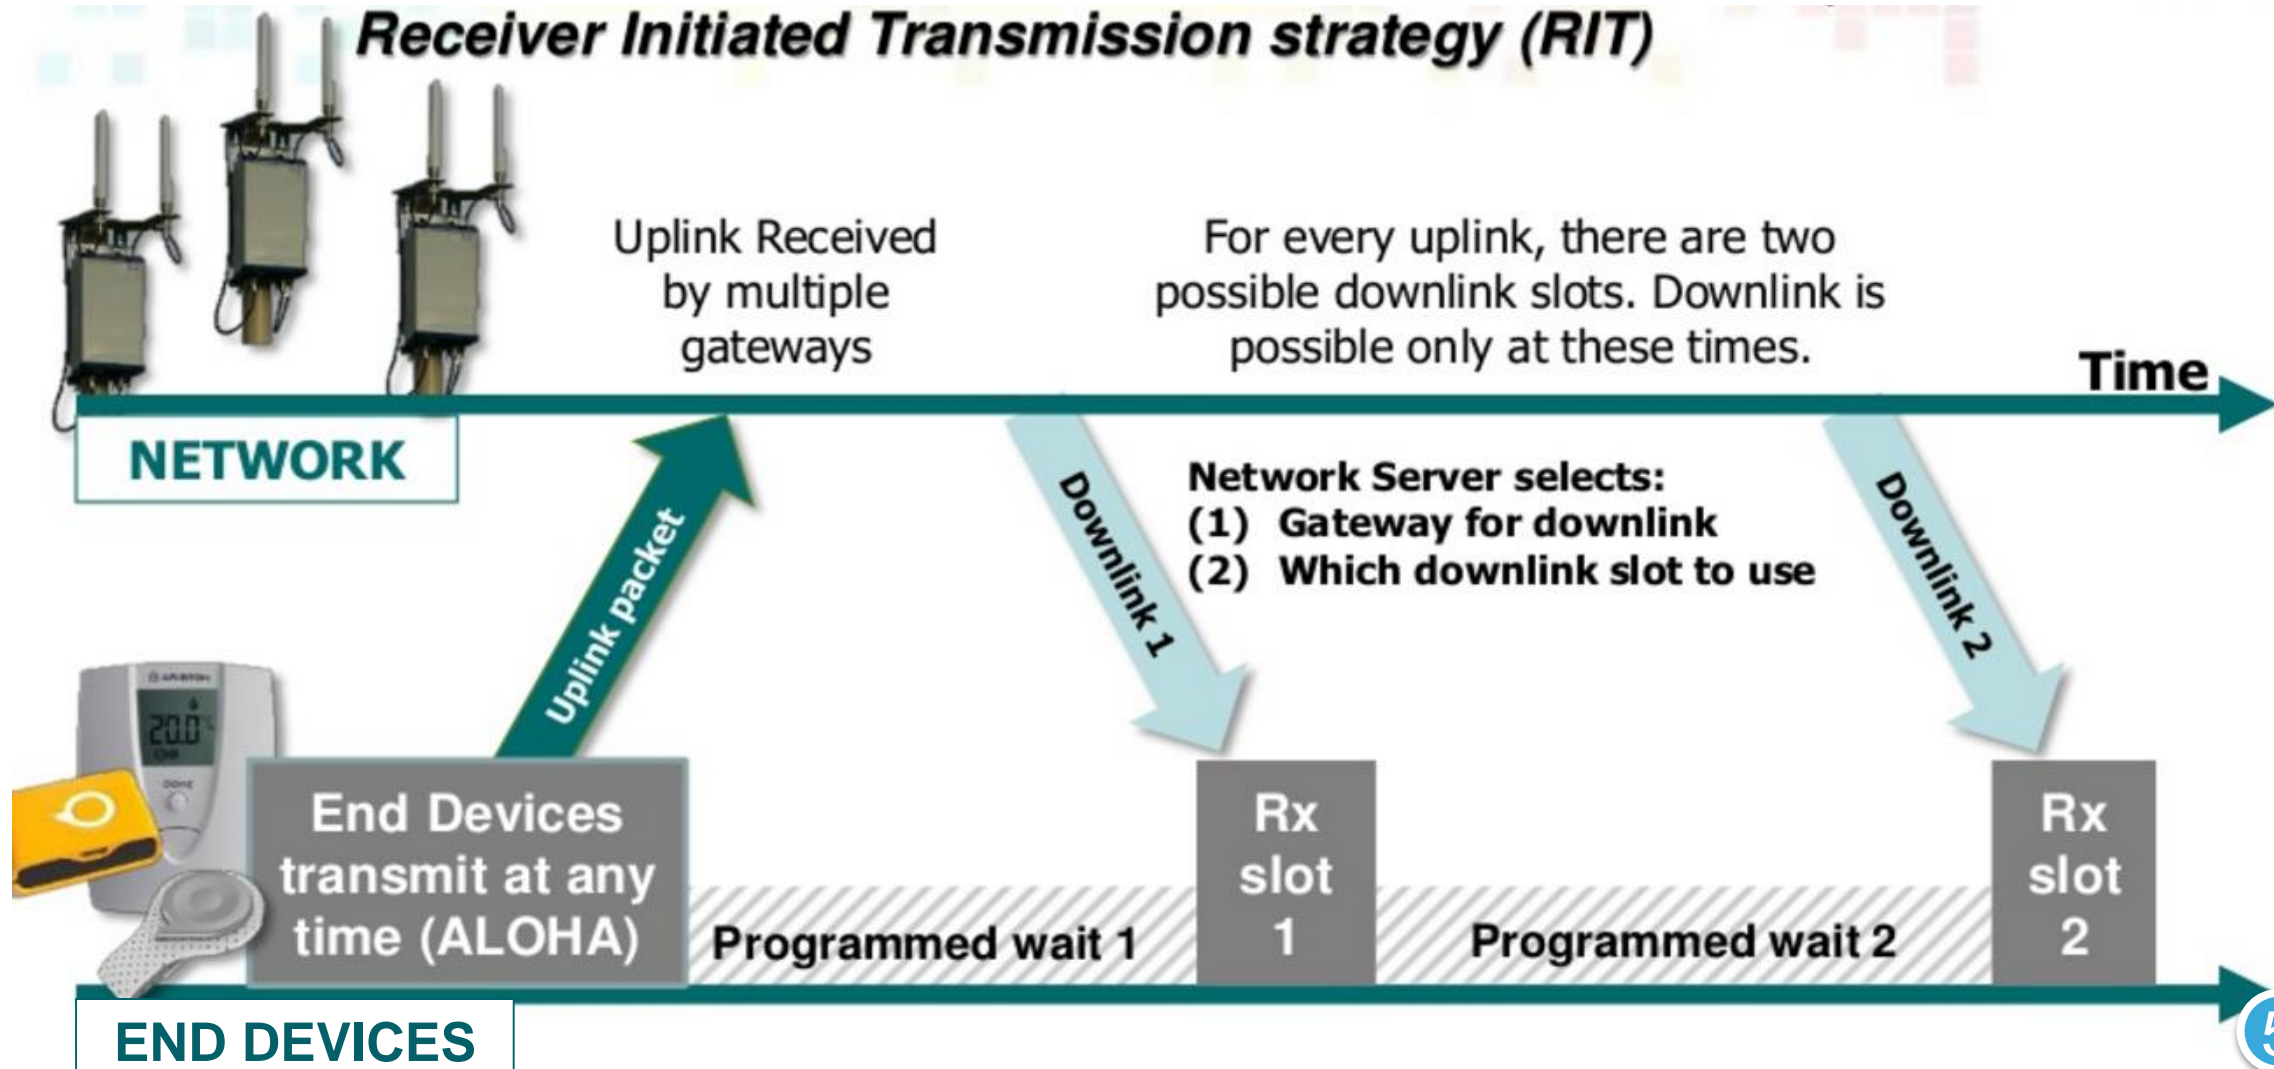 Receiver Initiated Transmission strategy (RIT)
Uplink Received
by multiple
gateways
For every uplink, there are two
possible downlink slots. Downlink is
possible only at these times.
Time
NETWORK
Uplink packet
Downlink 1
Network Server selects:
(1) Gateway for downlink
(2) Which downlink slot to use
Downlink 2
20.0°
End Devices
transmit at any
time (ALOHA)
Programmed wait 1
Rx
slot
1
Programmed wait 2
Rx
slot
2
END DEVICES
5